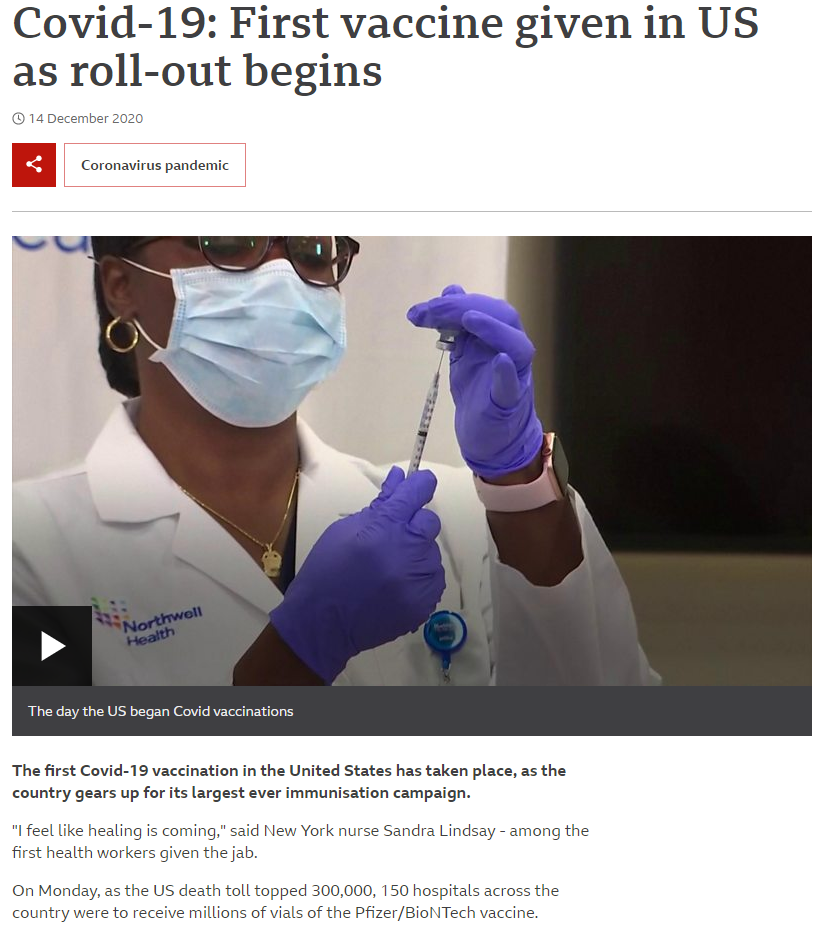 Covid-19: First vaccine given in US
as roll-out begins
14 December 2020
Coronavirus pandemic
Northwell
Health
The day the US began Covid vaccinations
The first Covid-19 vaccination in the United States has taken place, as the
country gears up for its largest ever immunisation campaign.
"I feel like healing is coming," said New York nurse Sandra Lindsay - among the
first health workers given the jab.
On Monday, as the US death toll topped 300,000, 150 hospitals across the
country were to receive millions of vials of the Pfizer/BioNTech vaccine.